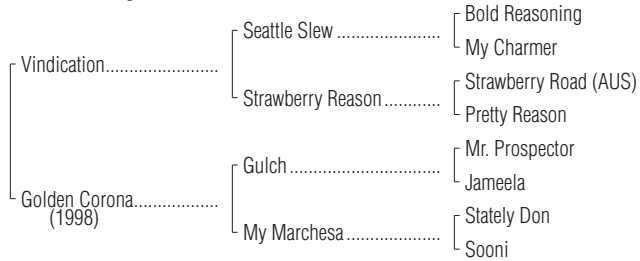 Bold Reasoning
Seattle Slew ......................
My Charmer
Vindication........................
Strawberry Road (AUS)
Strawberry Reason ............
Pretty Reason
Mr. Prospector
Gulch ................................
Jameela
Golden Corona..................
(1998)
Stately Don
My Marchesa ....................
Sooni